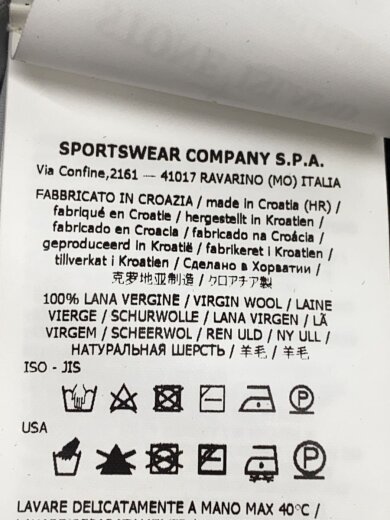 SPORTSWEAR COMPANY S.P.A.
Via Confine,2161 — 41017 RAVARINO (MO) ITALIA
FABBRICATO IN CROAZIA / made in Croatia (HR) /
fabriqué en Croatie / hergestellt in Kroatien /
fabricado en Croacia / fabricado na Croácia /
geproduceerd in Kroatië / fabrikeret i Kroatien /
tillverkat i Kroatien / Сделано в Хорватии /
克罗地亚制造 / クロアチア製
100% LANA VERGINE / VIRGIN WOOL / LAINE
VIERGE / SCHURWOLLE / LANA VIRGEN / LÃ
VIRGEM / SCHEERWOL / REN ULD / NY ULL /
НАТУРАЛЬНАЯ ШЕРСТЬ / 羊毛 / 羊毛
ISO - JIS
P
USA
P
LAVARE DELICATAMENTE A MANO MAX 40°C /